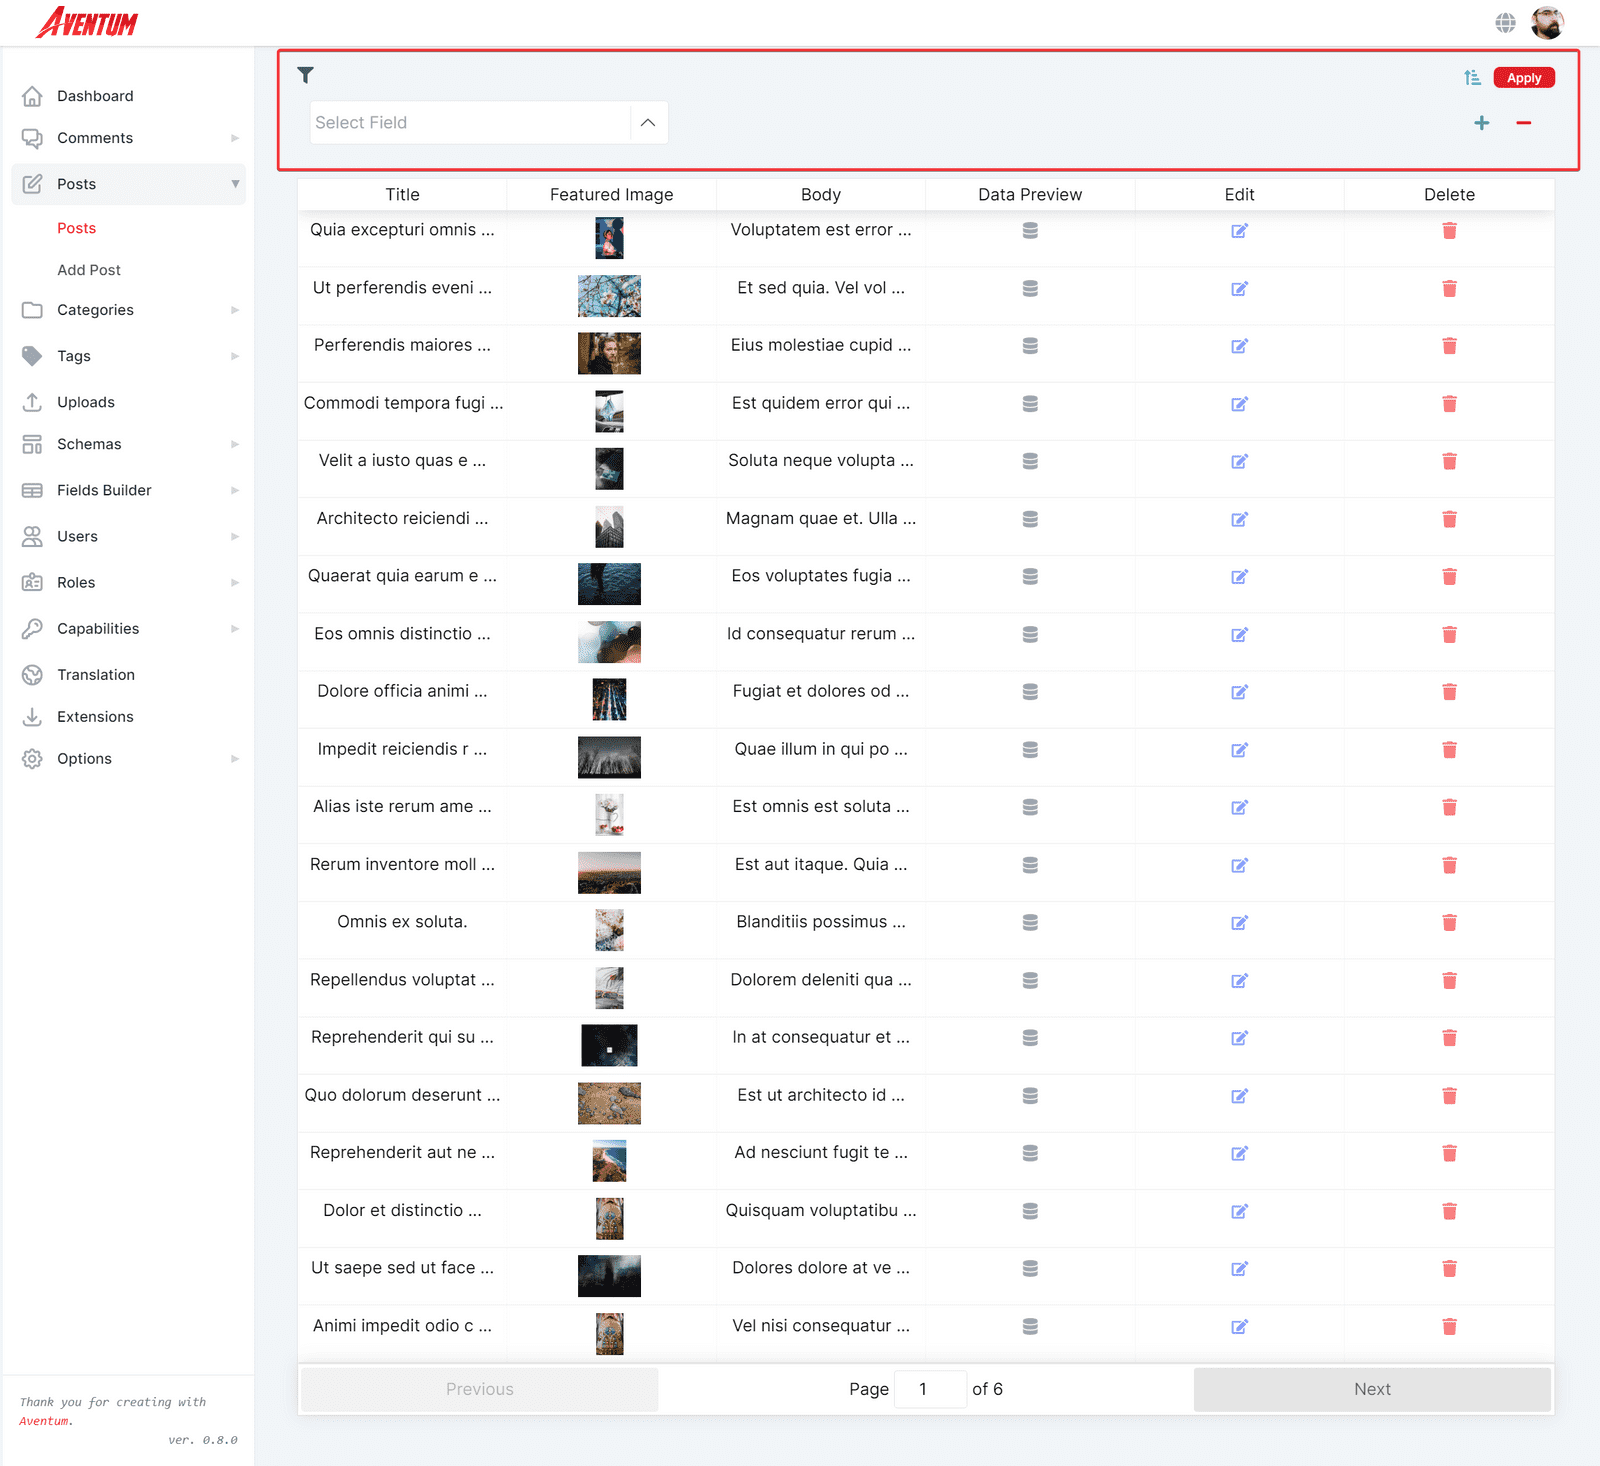 AVENTUM
Apply
Select Field
Dashboard
Comments
Posts
Posts
Add Post
Categories
Tags
Uploads
Schemas
Fields Builder
Users
Roles
Capabilities
Translation
Extensions
Options
Thank you for creating with
Aventum.
ver. 0.8.0
Title Featured Image Body Data Preview Edit Delete
Quia excepturi omnis ... Voluptatem est error ...
Ut perferendis eveni ... Et sed quia. Vel vol ...
Perferendis maiores ... Eius molestiae cupid ...
Commodi tempora fugi ... Est quidem error qui ...
Velit a iusto quas e ... Soluta neque volupta ...
Architecto reiciendi ... Magnam quae et. Ulla ...
Quaerat quia earum e ... Eos voluptates fugia ...
Eos omnis distinctio ... Id consequatur rerum ...
Dolore officia animi ... Fugiat et dolores od ...
Impedit reiciendis r ... Quae illum in qui po ...
Alias iste rerum ame ... Est omnis est soluta ...
Rerum inventore moll ... Est aut itaque. Quia ...
Omnis ex soluta. Blanditiis possimus ...
Repellendus voluptat ... Dolorem deleniti qua ...
Reprehenderit qui su ... In at consequatur et ...
Quo dolorum deserunt ... Est ut architecto id ...
Reprehenderit aut ne ... Ad nesciunt fugit te ...
Dolor et distinctio ... Quisquam voluptatibu ...
Ut saepe sed ut face ... Dolores dolore at ve ...
Animi impedit odio c ... Vel nisi consequatur ...
Previous Page 1 of 6 Next